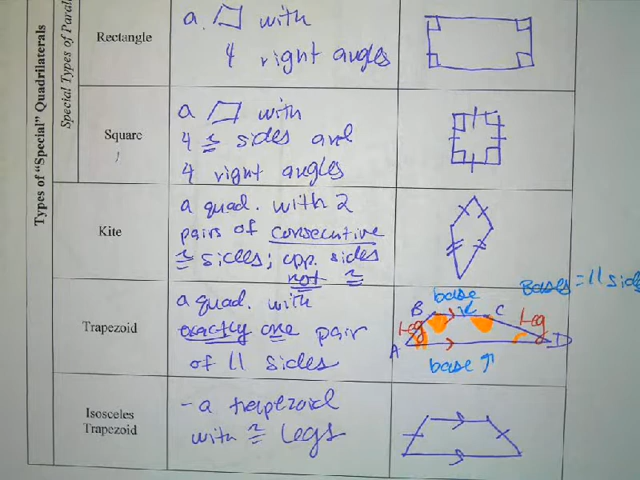 Types of "Special" Quadrilaterals
Special Types of Paral
Rectangle
a ▱ with
4 right angles
Square
a ▱ with
4 ≅ sides and
4 right angles
Kite
a quad. with 2
pairs of consecutive
≅ sides; opp. sides
not ≅
Trapezoid
a quad. with
exactly one pair
of || sides
Bases = || sides
base
B
C
Leg
Leg
A
D
base
Isosceles
Trapezoid
- a trapezoid
with ≅ legs